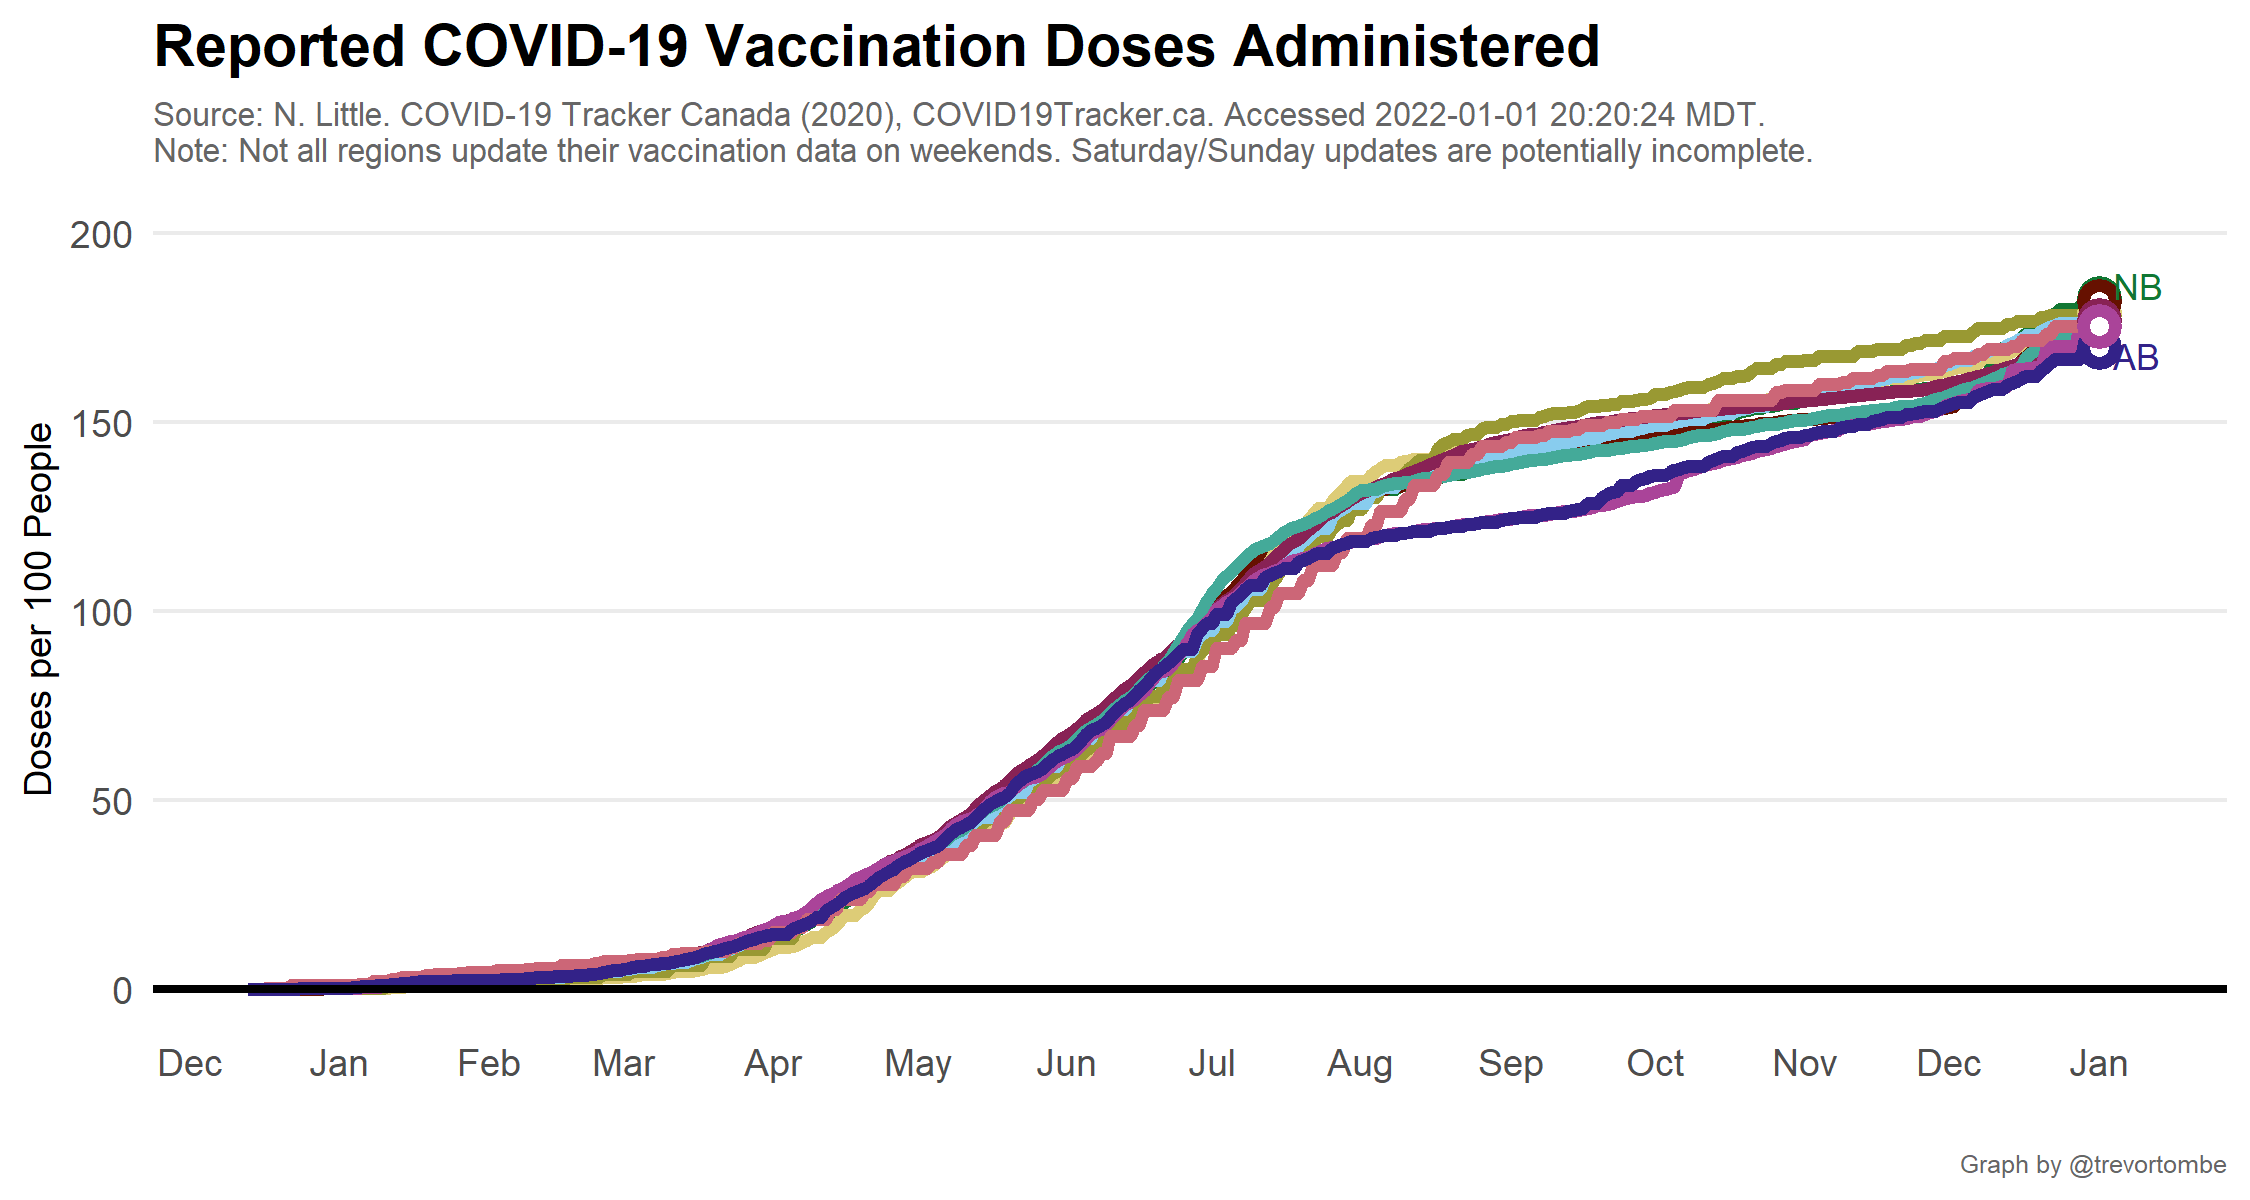 Reported COVID-19 Vaccination Doses Administered
Source: N. Little. COVID-19 Tracker Canada (2020), COVID19Tracker.ca. Accessed 2022-01-01 20:20:24 MDT.
Note: Not all regions update their vaccination data on weekends. Saturday/Sunday updates are potentially incomplete.
Doses per 100 People
200
150
100
50
0
NB
AB
Dec Jan Feb Mar Apr May Jun Jul Aug Sep Oct Nov Dec Jan
Graph by @trevortombe